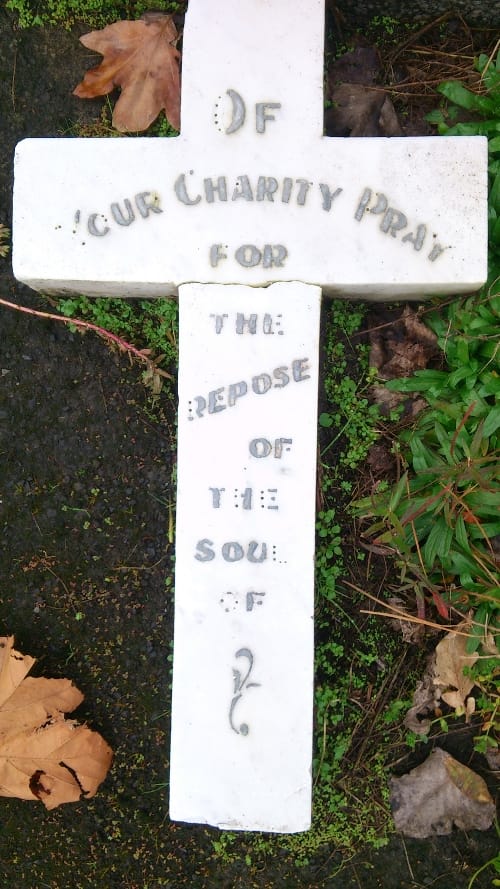 OF
YOUR CHARITY PRAY
FOR
THE
REPOSE
OF
THE
SOUL
OF